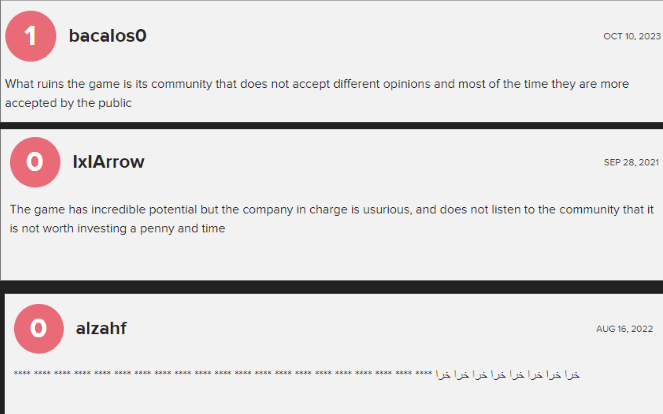 1 bacalos0 OCT 10, 2023
What ruins the game is its community that does not accept different opinions and most of the time they are more
accepted by the public
0 IxIArrow SEP 28, 2021
The game has incredible potential but the company in charge is usurious, and does not listen to the community that it
is not worth investing a penny and time
0 alzahf AUG 16, 2022
**** **** **** **** **** **** **** **** **** **** **** **** **** **** **** **** **** **** **** **** **** خرا خرا خرا خرا خرا خرا خرا خرا